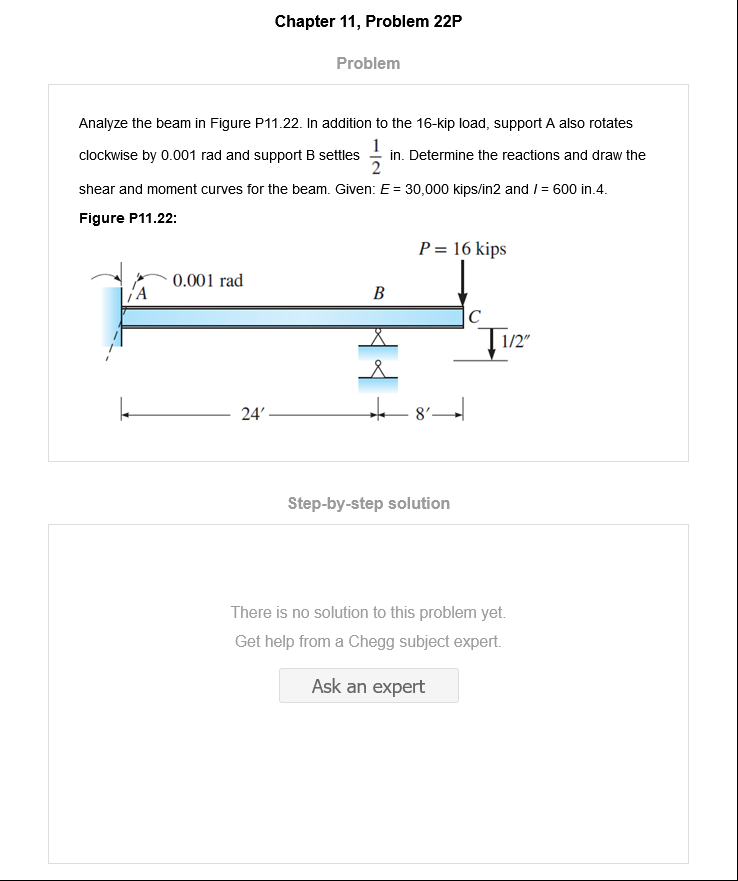 Chapter 11, Problem 22P
Problem
Analyze the beam in Figure P11.22. In addition to the 16-kip load, support A also rotates
clockwise by 0.001 rad and support B settles 1/2 in. Determine the reactions and draw the
shear and moment curves for the beam. Given: E = 30,000 kips/in2 and I = 600 in.4.
Figure P11.22:
P = 16 kips
0.001 rad
A
B
C
1/2"
24′
8′
Step-by-step solution
There is no solution to this problem yet.
Get help from a Chegg subject expert.
Ask an expert